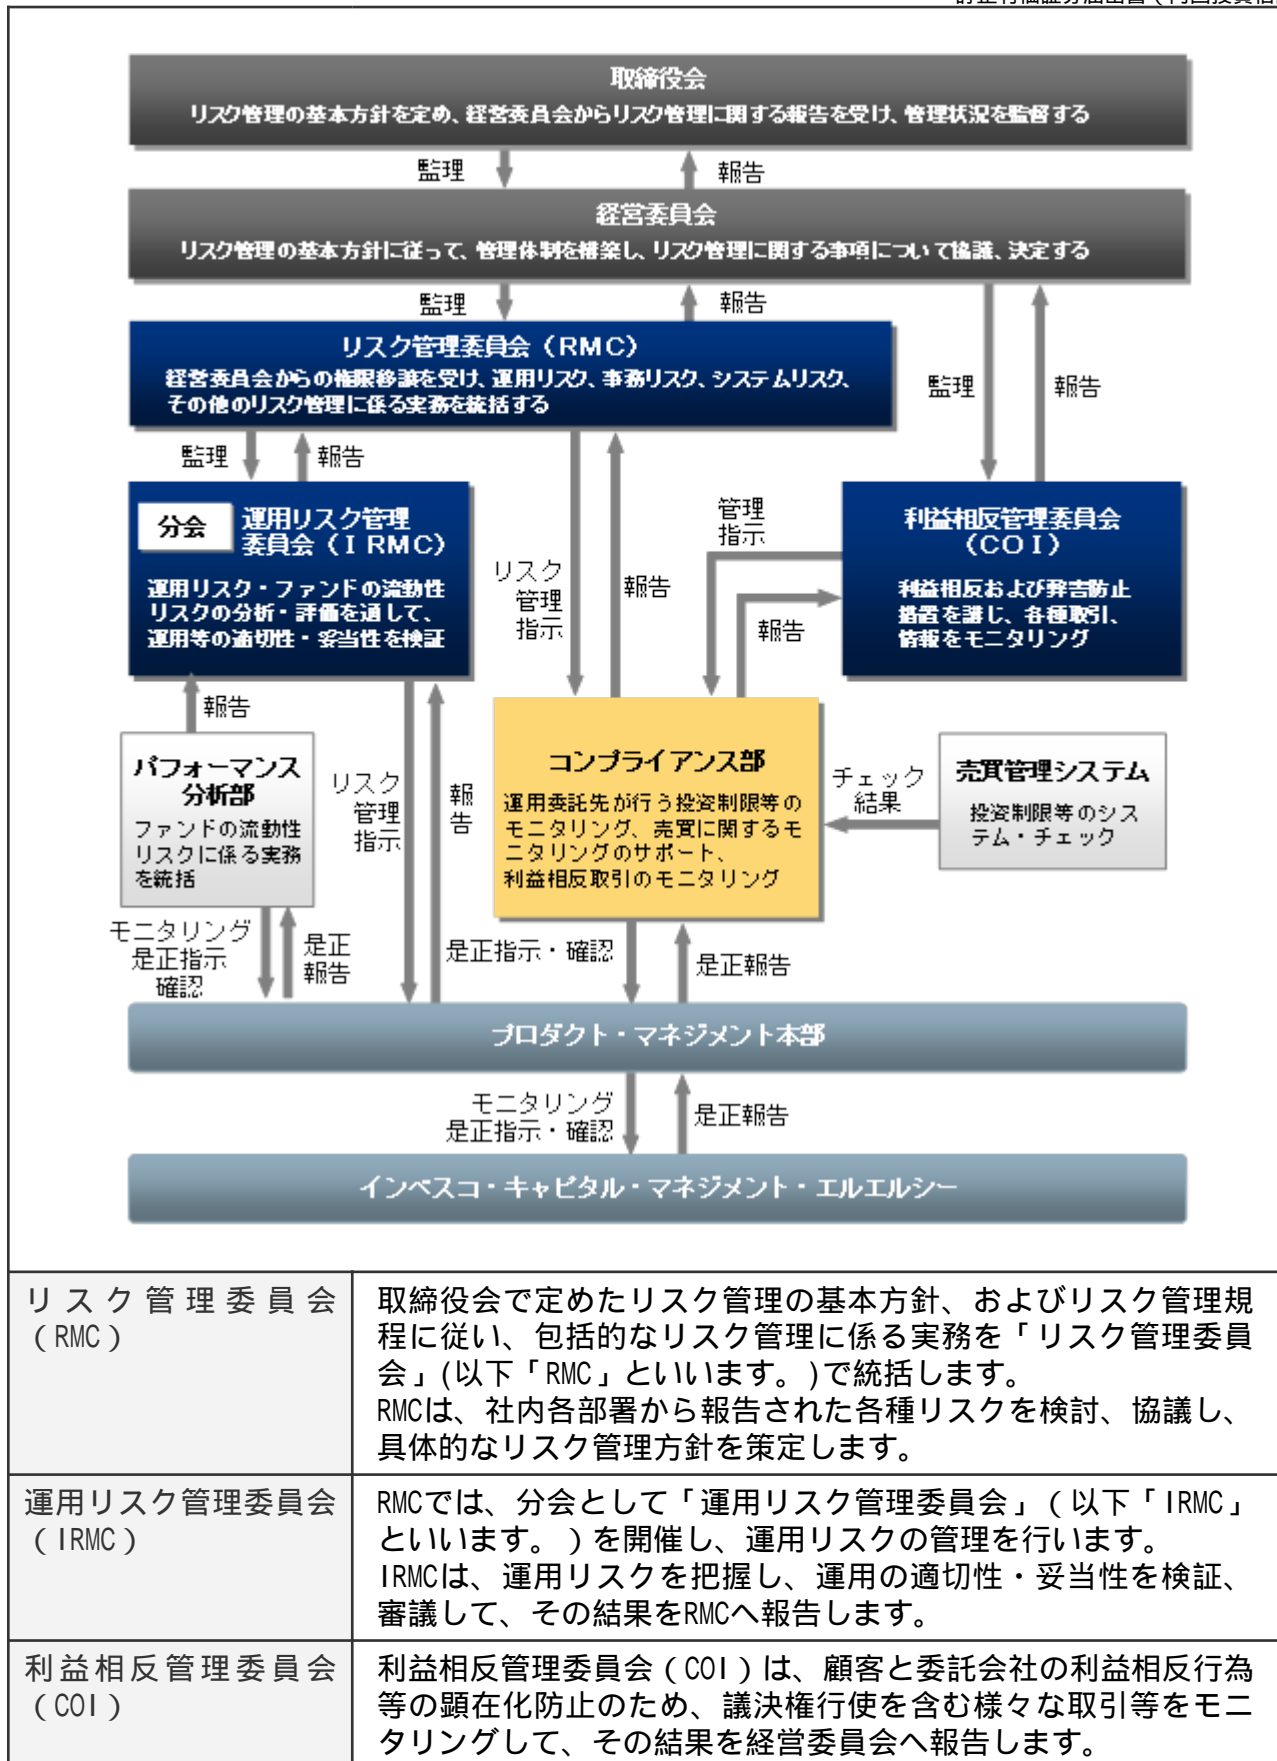 取締役会
リスク管理の基本方針を定め、経営委員会からリスク管理に関する報告を受け、管理状況を監督する
監理
報告
経営委員会
リスク管理の基本方針に従って、管理体制を構築し、リスク管理に関する事項について協議、決定する
監理
報告
監理
報告
リスク管理委員会（RMC）
経営委員会からの権限移譲を受け、運用リスク、事務リスク、システムリスク、
その他のリスク管理に係る実務を統括する
監理
報告
分会
運用リスク管理
委員会（IRMC）
運用リスク・ファンドの流動性
リスクの分析・評価を通して、
運用等の適切性・妥当性を検証
リスク
管理
指示
報告
管理
指示
報告
利益相反管理委員会
（COI）
利益相反および弊害防止
措置を講じ、各種取引、
情報をモニタリング
報告
パフォーマンス
分析部
ファンドの流動性
リスクに係る実務
を統括
リスク
管理
指示
報
告
コンプライアンス部
運用委託先が行う投資制限等の
モニタリング、売買に関するモ
ニタリングのサポート、
利益相反取引のモニタリング
チェック
結果
売買管理システム
投資制限等のシス
テム・チェック
モニタリング
是正指示
確認
是正
報告
是正指示・確認
是正報告
プロダクト・マネジメント本部
モニタリング
是正指示・確認
是正報告
インベスコ・キャピタル・マネジメント・エルエルシー
リスク管理委員会
（RMC）
取締役会で定めたリスク管理の基本方針、およびリスク管理規
程に従い、包括的なリスク管理に係る実務を「リスク管理委員
会」(以下「RMC」といいます。)で統括します。
RMCは、社内各部署から報告された各種リスクを検討、協議し、
具体的なリスク管理方針を策定します。
運用リスク管理委員会
（IRMC）
RMCでは、分会として「運用リスク管理委員会」（以下「IRMC」
といいます。）を開催し、運用リスクの管理を行います。
IRMCは、運用リスクを把握し、運用の適切性・妥当性を検証、
審議して、その結果をRMCへ報告します。
利益相反管理委員会
（COI）
利益相反管理委員会（COI）は、顧客と委託会社の利益相反行為
等の顕在化防止のため、議決権行使を含む様々な取引等をモニ
タリングして、その結果を経営委員会へ報告します。